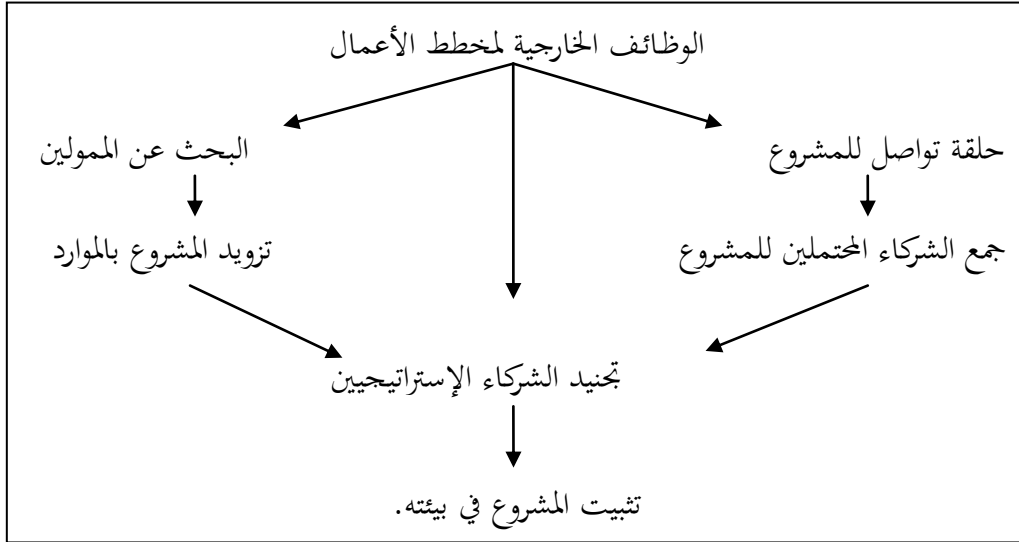 الوظائف الخارجية لمخطط الأعمال
حلقة تواصل للمشروع
البحث عن الممولين
جمع الشركاء المحتملين للمشروع
تزويد المشروع بالموارد
تجنيد الشركاء الإستراتيجيين
تثبيت المشروع في بيئته.